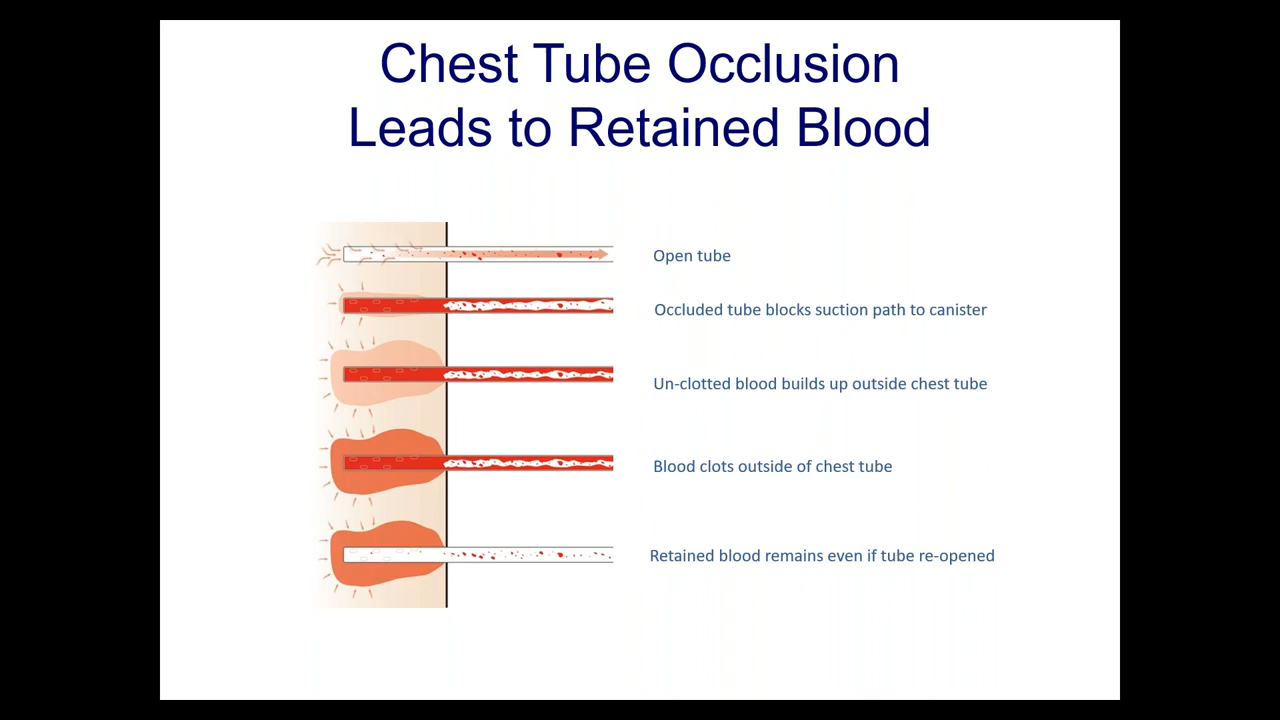 Chest Tube Occlusion
Leads to Retained Blood
Open tube
Occluded tube blocks suction path to canister
Un-clotted blood builds up outside chest tube
Blood clots outside of chest tube
Retained blood remains even if tube re-opened